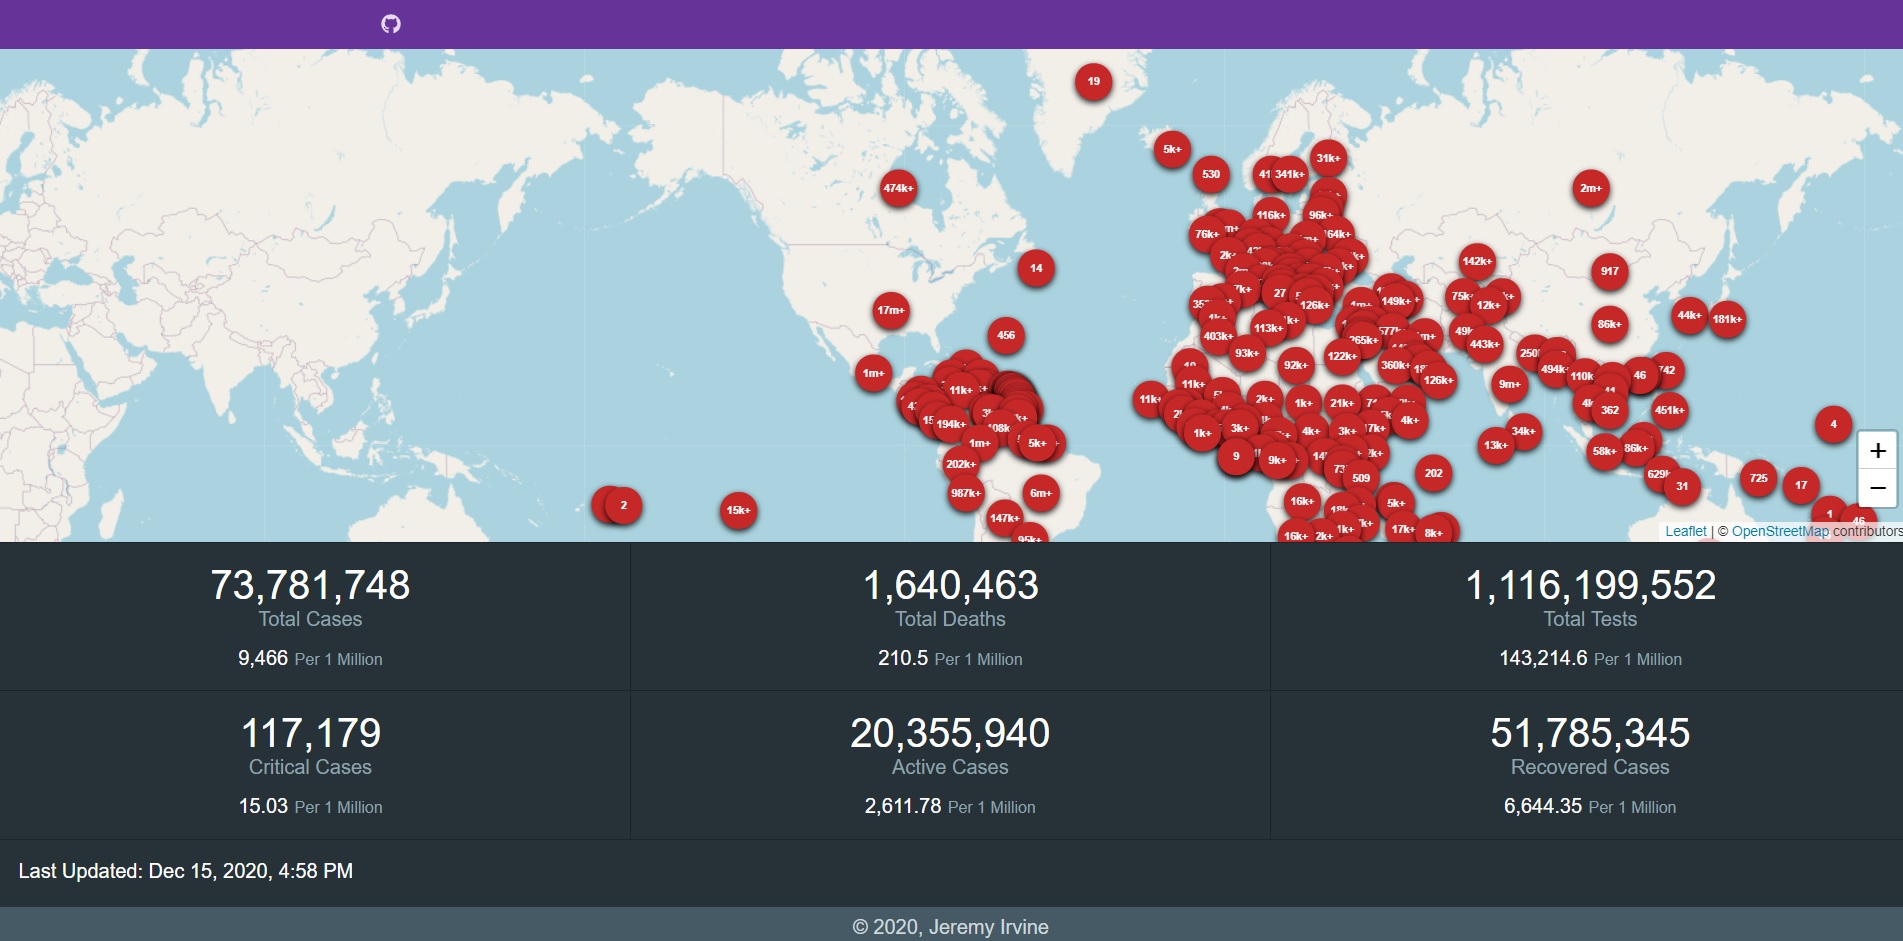 19
5k+
530
41 341k+
31k+
474k+
2m+
116k+
96k+
76k+
64k+
14
142k+
917
17m+
27
126k+
149k+
75k
12k+
456
403k+
113k+
86k+
44k+
181k+
93k+
92k+
122k+
265k+
443k+
1m+
11k+
360k+
126k+
9m+
494k+
110k
46
742
11k+
11k+
2k+
1k+
21k+
4k+
362
451k+
194k+
108k
1k+
3k+
4k+
3k+
34k+
4
1m+
5k+
13k+
202k+
9
9k+
58k+
86k+
987k+
6m+
509
202
629k
31
725
17
2
15k+
147k+
16k+
5k+
1
46
95k+
16k+
2k+
1k+
17k+
8k+
+
−
Leaflet | © OpenStreetMap contributors
73,781,748
Total Cases
9,466 Per 1 Million
1,640,463
Total Deaths
210.5 Per 1 Million
1,116,199,552
Total Tests
143,214.6 Per 1 Million
117,179
Critical Cases
15.03 Per 1 Million
20,355,940
Active Cases
2,611.78 Per 1 Million
51,785,345
Recovered Cases
6,644.35 Per 1 Million
Last Updated: Dec 15, 2020, 4:58 PM
© 2020, Jeremy Irvine